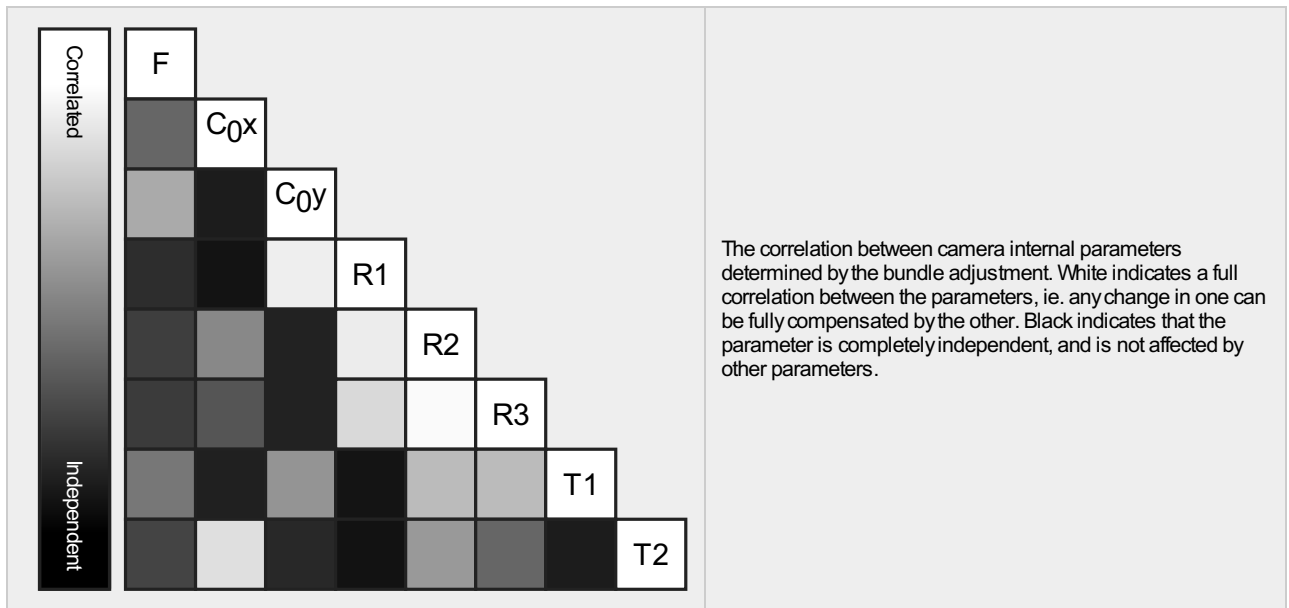 Correlated
Independent
F
C0x
C0y
R1
R2
R3
T1
T2
The correlation between camera internal parameters
determined by the bundle adjustment. White indicates a full
correlation between the parameters, ie. any change in one can
be fully compensated by the other. Black indicates that the
parameter is completely independent, and is not affected by
other parameters.